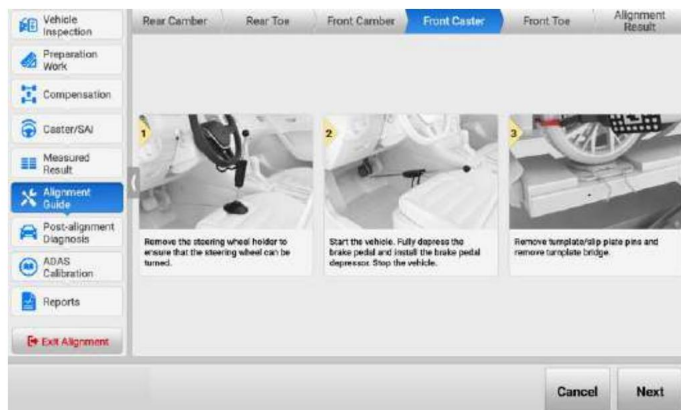 Vehicle
Inspection
Preparation
Work
Compensation
Caster/SAI
Measured
Result
Alignment
Guide
Post-alignment
Diagnosis
ADAS
Calibration
Reports
Exit Alignment
Rear Camber
Rear Toe
Front Camber
Front Caster
Front Toe
Alignment
Result
1
Remove the steering wheel holder to
ensure that the steering wheel can be
turned.
2
Start the vehicle. Fully depress the
brake pedal and install the brake pedal
depressor. Stop the vehicle.
3
Remove turnplate/slip plate pins and
remove turnplate bridge.
Cancel
Next